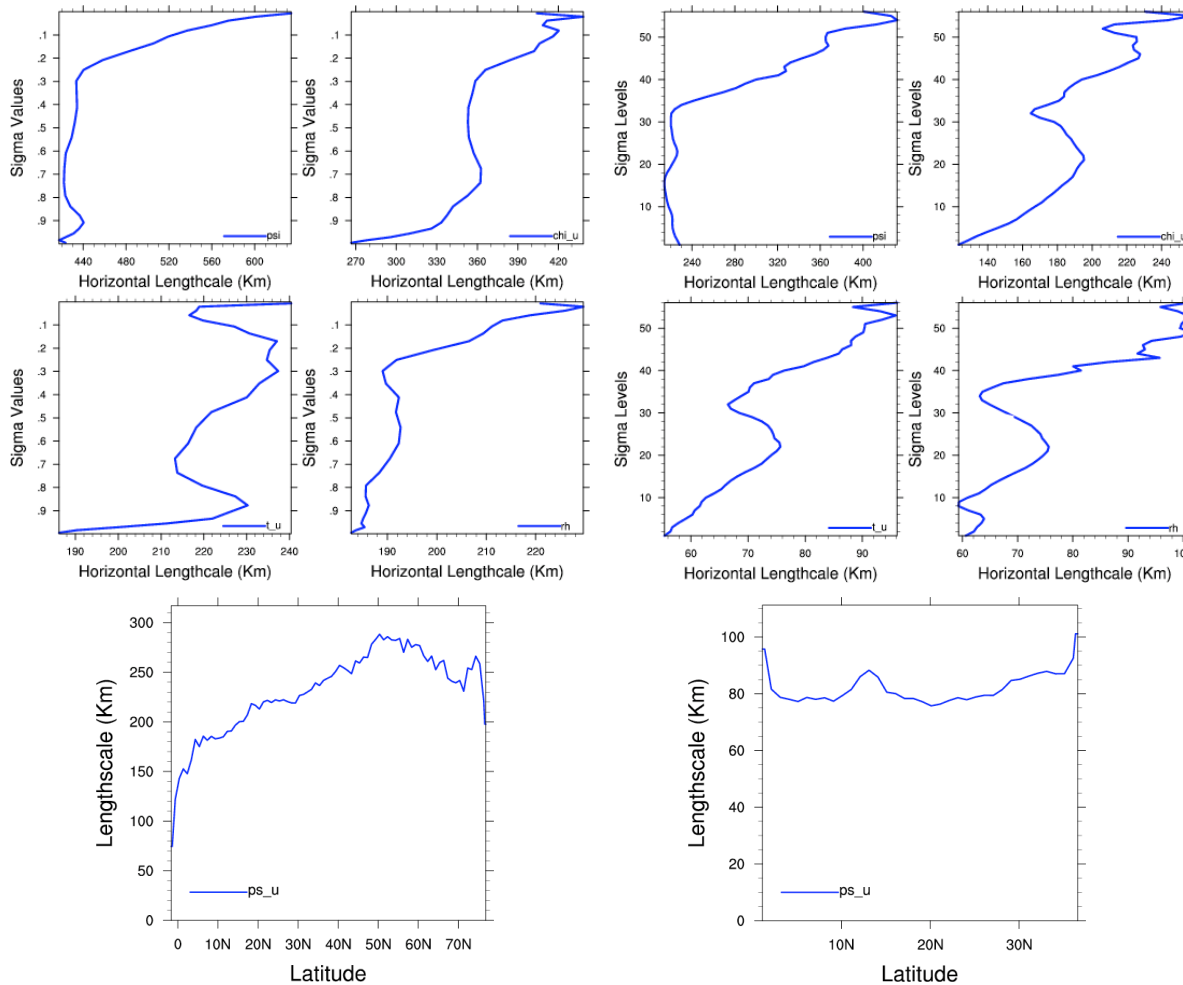 Sigma Values
.1
.2
.3
.4
.5
.6
.7
.8
.9
psi
440 480 520 560 600
Horizontal Lengthcale (Km)
Sigma Values
.1
.2
.3
.4
.5
.6
.7
.8
.9
chi_u
270 300 330 360 390 420
Horizontal Lengthcale (Km)
Sigma Levels
50
40
30
20
10
psi
240 280 320 360 400
Horizontal Lengthcale (Km)
Sigma Levels
50
40
30
20
10
chi_u
140 160 180 200 220 240
Horizontal Lengthcale (Km)
Sigma Values
.1
.2
.3
.4
.5
.6
.7
.8
.9
t_u
190 200 210 220 230 240
Horizontal Lengthcale (Km)
Sigma Values
.1
.2
.3
.4
.5
.6
.7
.8
.9
rh
190 200 210 220
Horizontal Lengthcale (Km)
Sigma Levels
50
40
30
20
10
t_u
60 70 80 90
Horizontal Lengthcale (Km)
Sigma Levels
50
40
30
20
10
rh
60 70 80 90
Horizontal Lengthcale (Km)
Lengthscale (Km)
300
250
200
150
100
50
0
ps_u
0 10N 20N 30N 40N 50N 60N 70N
Latitude
Lengthscale (Km)
100
80
60
40
20
0
ps_u
10N 20N 30N
Latitude